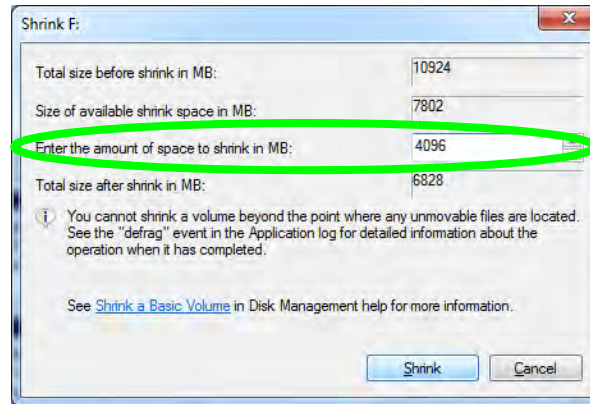 Shrink F:
Total size before shrink in MB: 10924
Size of available shrink space in MB: 7802
Enter the amount of space to shrink in MB: 4096
Total size after shrink in MB: 6828
You cannot shrink a volume beyond the point where any unmovable files are located.
See the "defrag" event in the Application log for detailed information about the
operation when it has completed.
See Shrink a Basic Volume in Disk Management help for more information.
Shrink Cancel